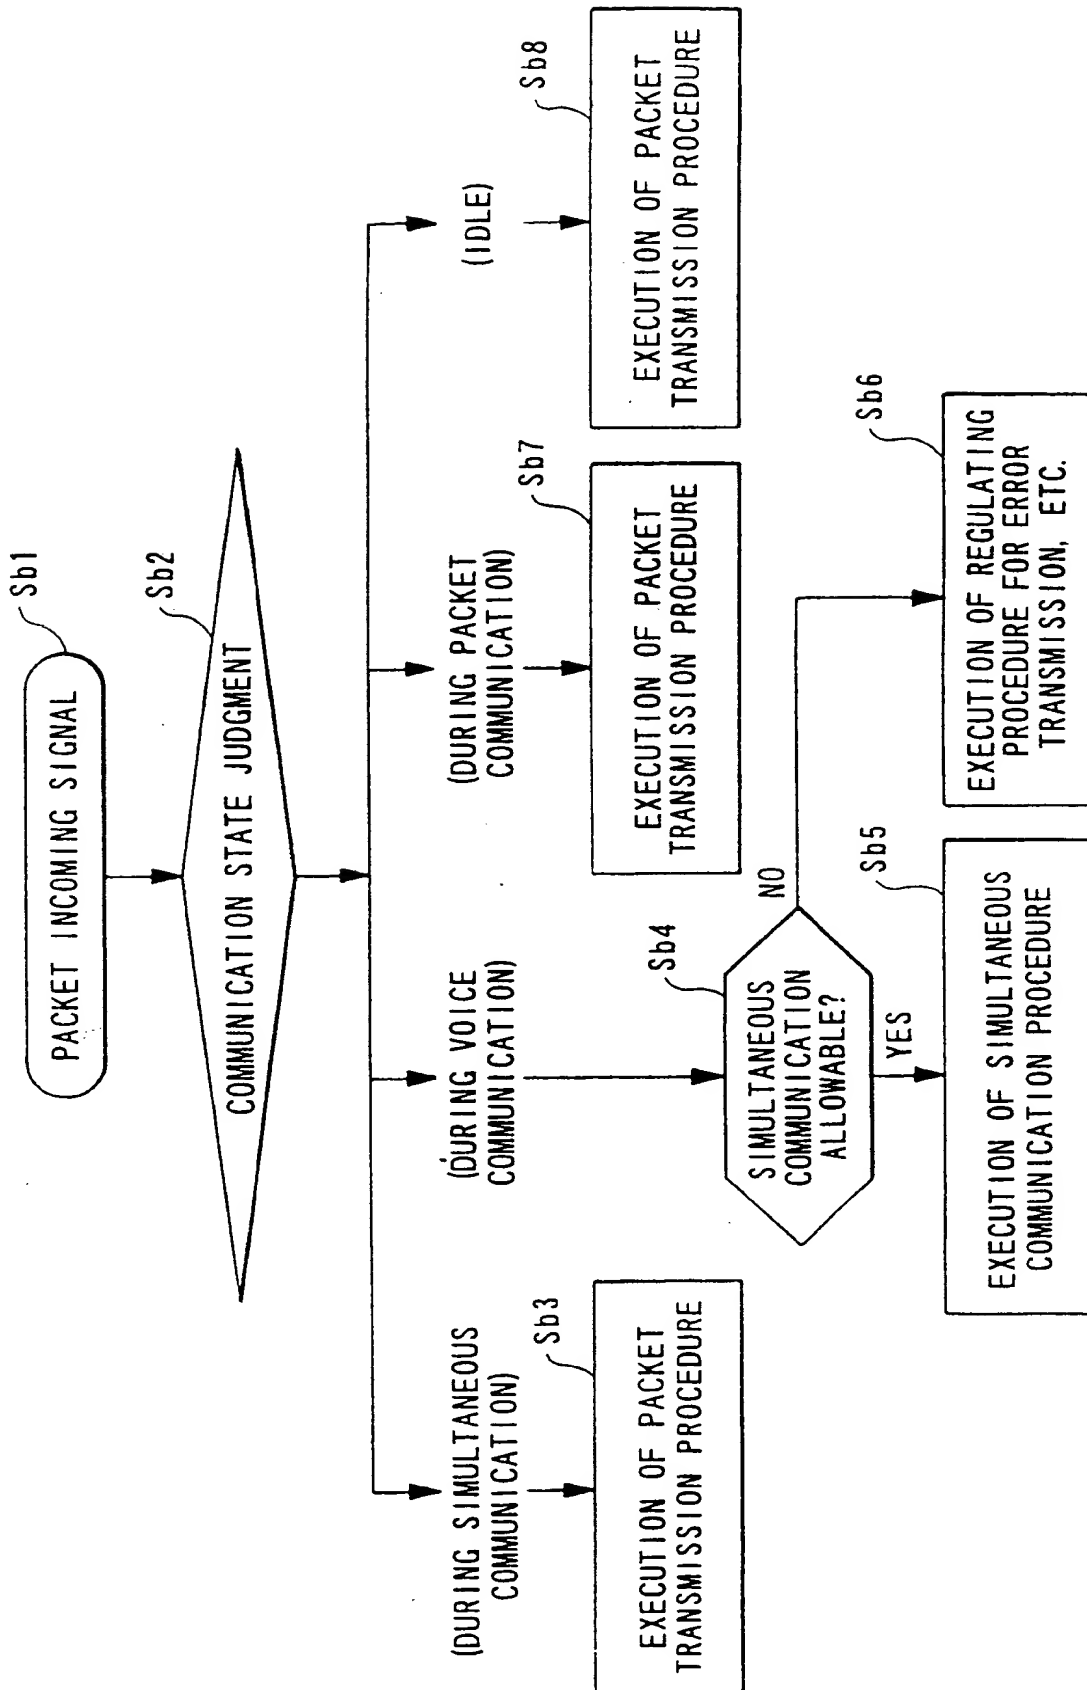 PACKET INCOMING SIGNAL
Sb1
COMMUNICATION STATE JUDGMENT
Sb2
(DURING SIMULTANEOUS
COMMUNICATION)
(DURING VOICE
COMMUNICATION)
(DURING PACKET
COMMUNICATION)
(IDLE)
Sb3
EXECUTION OF PACKET
TRANSMISSION PROCEDURE
Sb4
SIMULTANEOUS
COMMUNICATION
ALLOWABLE?
NO
YES
Sb7
EXECUTION OF PACKET
TRANSMISSION PROCEDURE
Sb8
EXECUTION OF PACKET
TRANSMISSION PROCEDURE
Sb5
EXECUTION OF SIMULTANEOUS
COMMUNICATION PROCEDURE
Sb6
EXECUTION OF REGULATING
PROCEDURE FOR ERROR
TRANSMISSION, ETC.